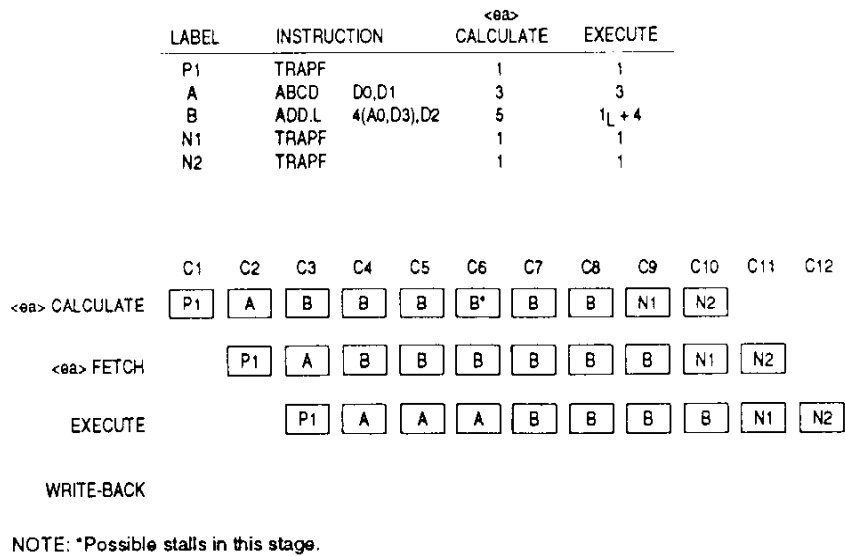 <ea>
LABEL INSTRUCTION CALCULATE EXECUTE
P1 TRAPF 1 1
A ABCD D0,D1 3 3
B ADD.L 4(A0,D3),D2 5 1L + 4
N1 TRAPF 1 1
N2 TRAPF 1 1
C1 C2 C3 C4 C5 C6 C7 C8 C9 C10 C11 C12
<ea> CALCULATE P1 A B B B B* B B N1 N2
<ea> FETCH P1 A B B B B B B N1 N2
EXECUTE P1 A A A B B B B N1 N2
WRITE-BACK
NOTE: *Possible stalls in this stage.